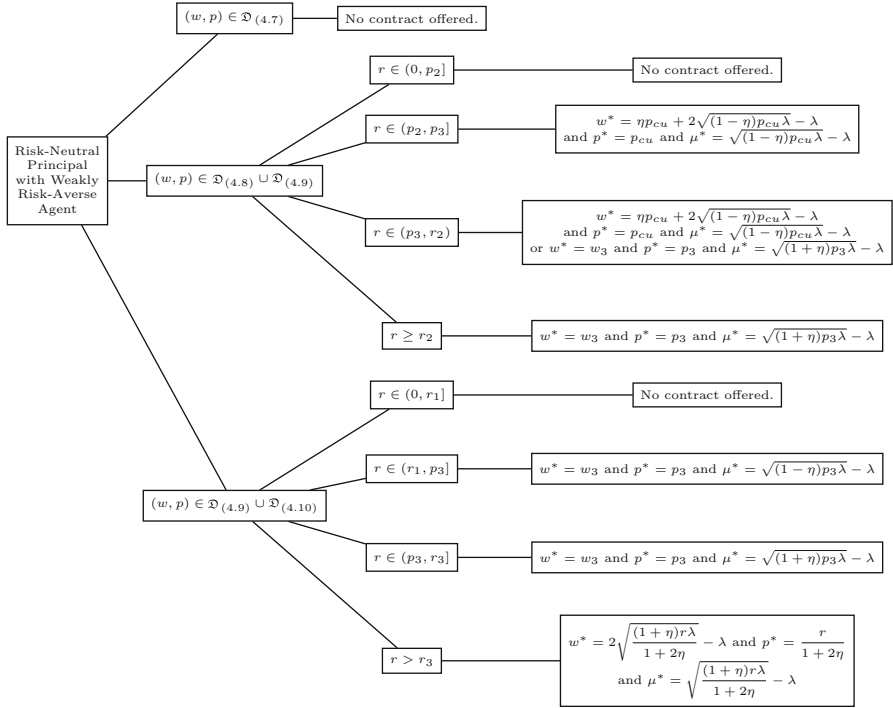 (w, p) ∈ 𝔇(4.7)
No contract offered.
r ∈ (0, p₂]
No contract offered.
r ∈ (p₂, p₃]
w* = ηp_cu + 2√((1 − η)p_cuλ) − λ
and p* = p_cu and μ* = √((1 − η)p_cuλ) − λ
Risk-Neutral
Principal
with Weakly
Risk-Averse
Agent
(w, p) ∈ 𝔇(4.8) ∪ 𝔇(4.9)
r ∈ (p₃, r₂)
w* = ηp_cu + 2√((1 − η)p_cuλ) − λ
and p* = p_cu and μ* = √((1 − η)p_cuλ) − λ
or w* = w₃ and p* = p₃ and μ* = √((1 + η)p₃λ) − λ
r ≥ r₂
w* = w₃ and p* = p₃ and μ* = √((1 + η)p₃λ) − λ
r ∈ (0, r₁]
No contract offered.
r ∈ (r₁, p₃]
w* = w₃ and p* = p₃ and μ* = √((1 − η)p₃λ) − λ
(w, p) ∈ 𝔇(4.9) ∪ 𝔇(4.10)
r ∈ (p₃, r₃]
w* = w₃ and p* = p₃ and μ* = √((1 + η)p₃λ) − λ
r > r₃
w* = 2√((1 + η)rλ / (1 + 2η)) − λ and p* = r / (1 + 2η)
and μ* = √((1 + η)rλ / (1 + 2η)) − λ